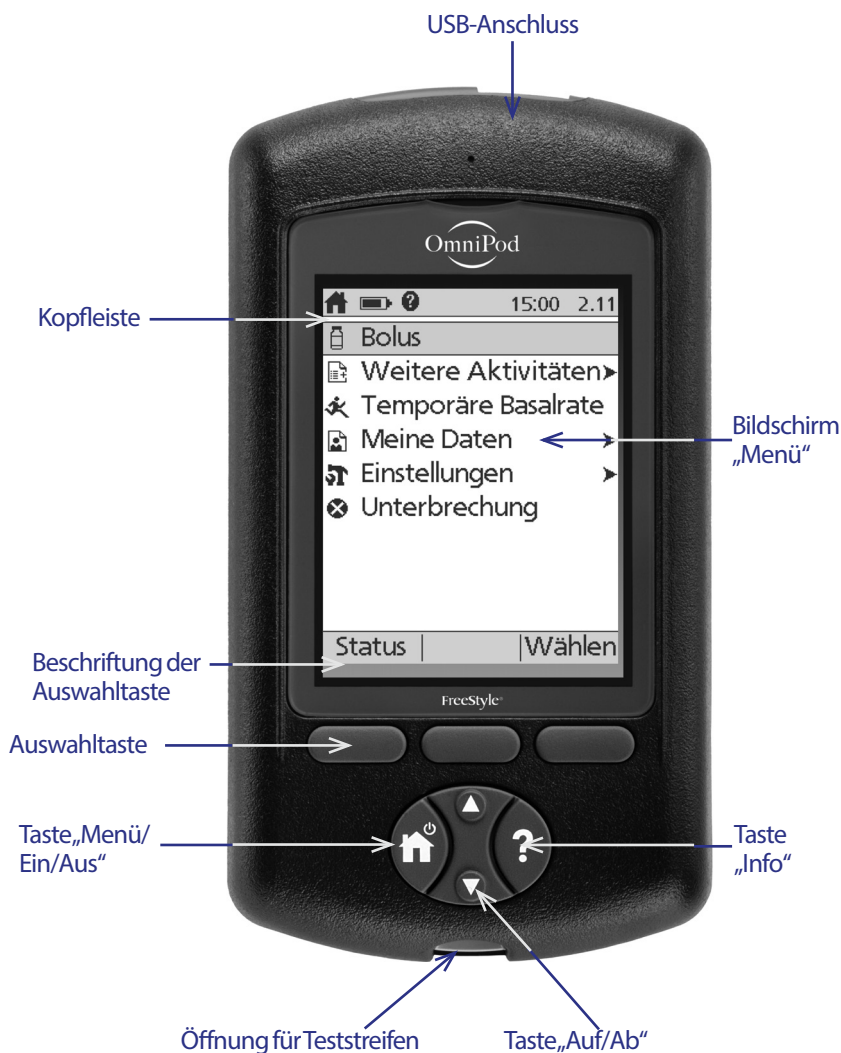 USB-Anschluss
OmniPod
Kopfleiste
15:00 2.11
Bolus
Weitere Aktivitäten
Temporäre Basalrate
Meine Daten
Einstellungen
Unterbrechung
Bildschirm
„Menü“
Status Wählen
Beschriftung der
Auswahltaste
FreeStyle®
Auswahltaste
Taste„Menü/
Ein/Aus“
?
Taste
„Info“
Öffnung für Teststreifen
Taste„Auf/Ab“